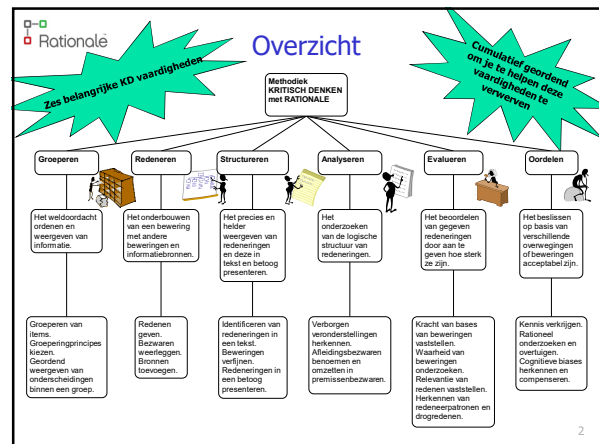 Rationale
Overzicht
Zes belangrijke KD vaardigheden
Cumulatief geordend
om je te helpen deze
vaardigheden te
verwerven
Methodiek
KRITISCH DENKEN
met RATIONALE
Groeperen
Redeneren
Structureren
Analyseren
Evalueren
Oordelen
Het weldoordacht
ordenen en
weergeven van
informatie.
Het onderbouwen
van een bewering
met andere
beweringen en
informatiebronnen.
Het precies en
helder
weergeven van
redeneringen
en deze in
tekst en betoog
presenteren.
Het
onderzoeken
van de logische
structuur van
redeneringen.
Het beoordelen
van gegeven
redeneringen
door aan te
geven hoe sterk
ze zijn.
Het beslissen
op basis van
verschillende
overwegingen
of beweringen
acceptabel zijn.
Groeperen van
items.
Groeperingprincipes
kiezen.
Geordend
weergeven van
onderscheidingen
binnen een groep.
Redenen
geven.
Bezwaren
weerleggen.
Bronnen
toevoegen.
Identificeren van
redeneringen in
een tekst.
Beweringen
verfijnen.
Redeneringen in
een betoog
presenteren.
Verborgen
veronderstellingen
herkennen.
Afleidingsbezwaren
benoemen en
omzetten in
premissenbezwaren.
Kracht van bases
van beweringen
vaststellen.
Waarheid van
beweringen
onderzoeken.
Relevantie van
redenen vaststellen.
Herkennen van
redeneerpatronen en
drogredenen.
Kennis verkrijgen.
Rationeel
onderzoeken en
overtuigen.
Cognitieve biases
herkennen en
compenseren.
2